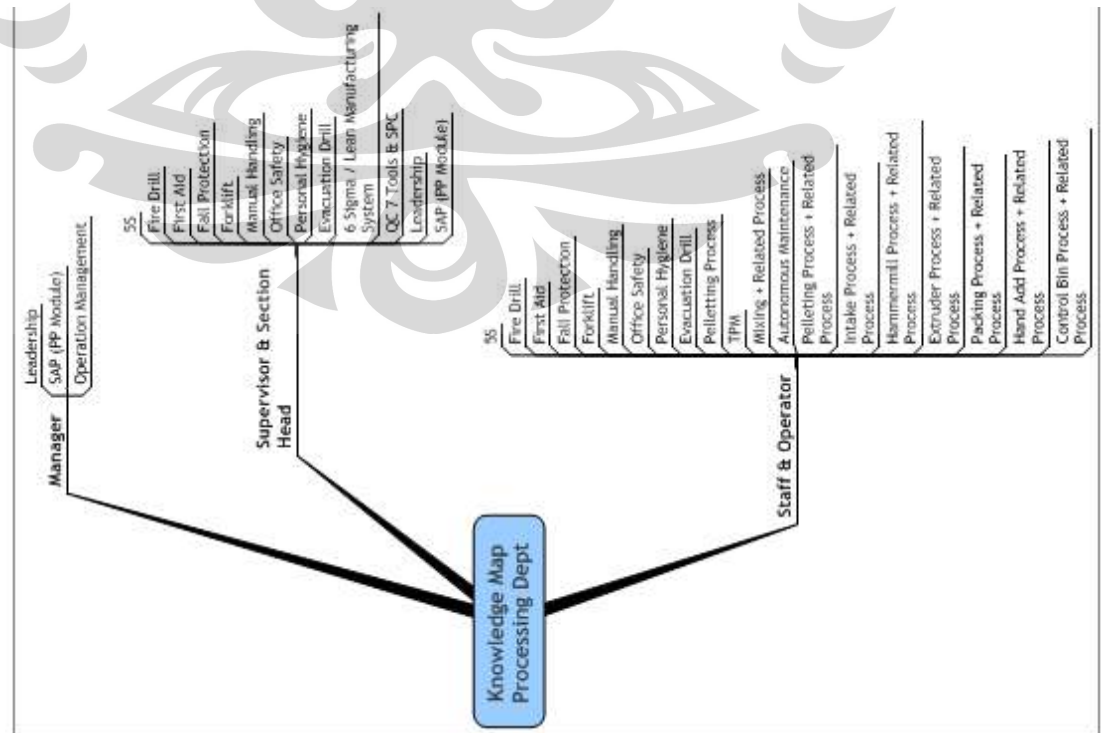 Knowledge Map
Processing Dept
Manager
Leadership
SAP (PP Module)
Operation Management
Supervisor & Section
Head
5S
Fire Drill
First Aid
Fall Protection
Forklift
Manual Handling
Office Safety
Personal Hygiene
Evacuation Drill
6 Sigma / Lean Manufacturing
System
QC 7 Tools & SPC
Leadership
SAP (PP Module)
Staff & Operator
5S
Fire Drill
First Aid
Fall Protection
Forklift
Manual Handling
Office Safety
Personal Hygiene
Evacuation Drill
Pelletting Process
TPM
Mixing + Related Process
Autonomous Maintenance
Pelleting Process + Related
Process
Intake Process + Related
Process
Hammermill Process + Related
Process
Extruder Process + Related
Process
Packing Process + Related
Process
Hand Add Process + Related
Process
Control Bin Process + Related
Process